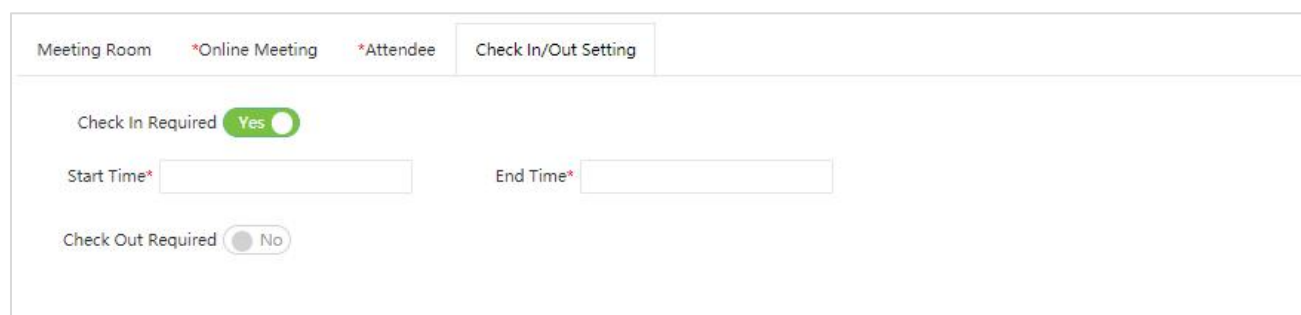 Meeting Room *Online Meeting *Attendee Check In/Out Setting
Check In Required Yes
Start Time* End Time*
Check Out Required No